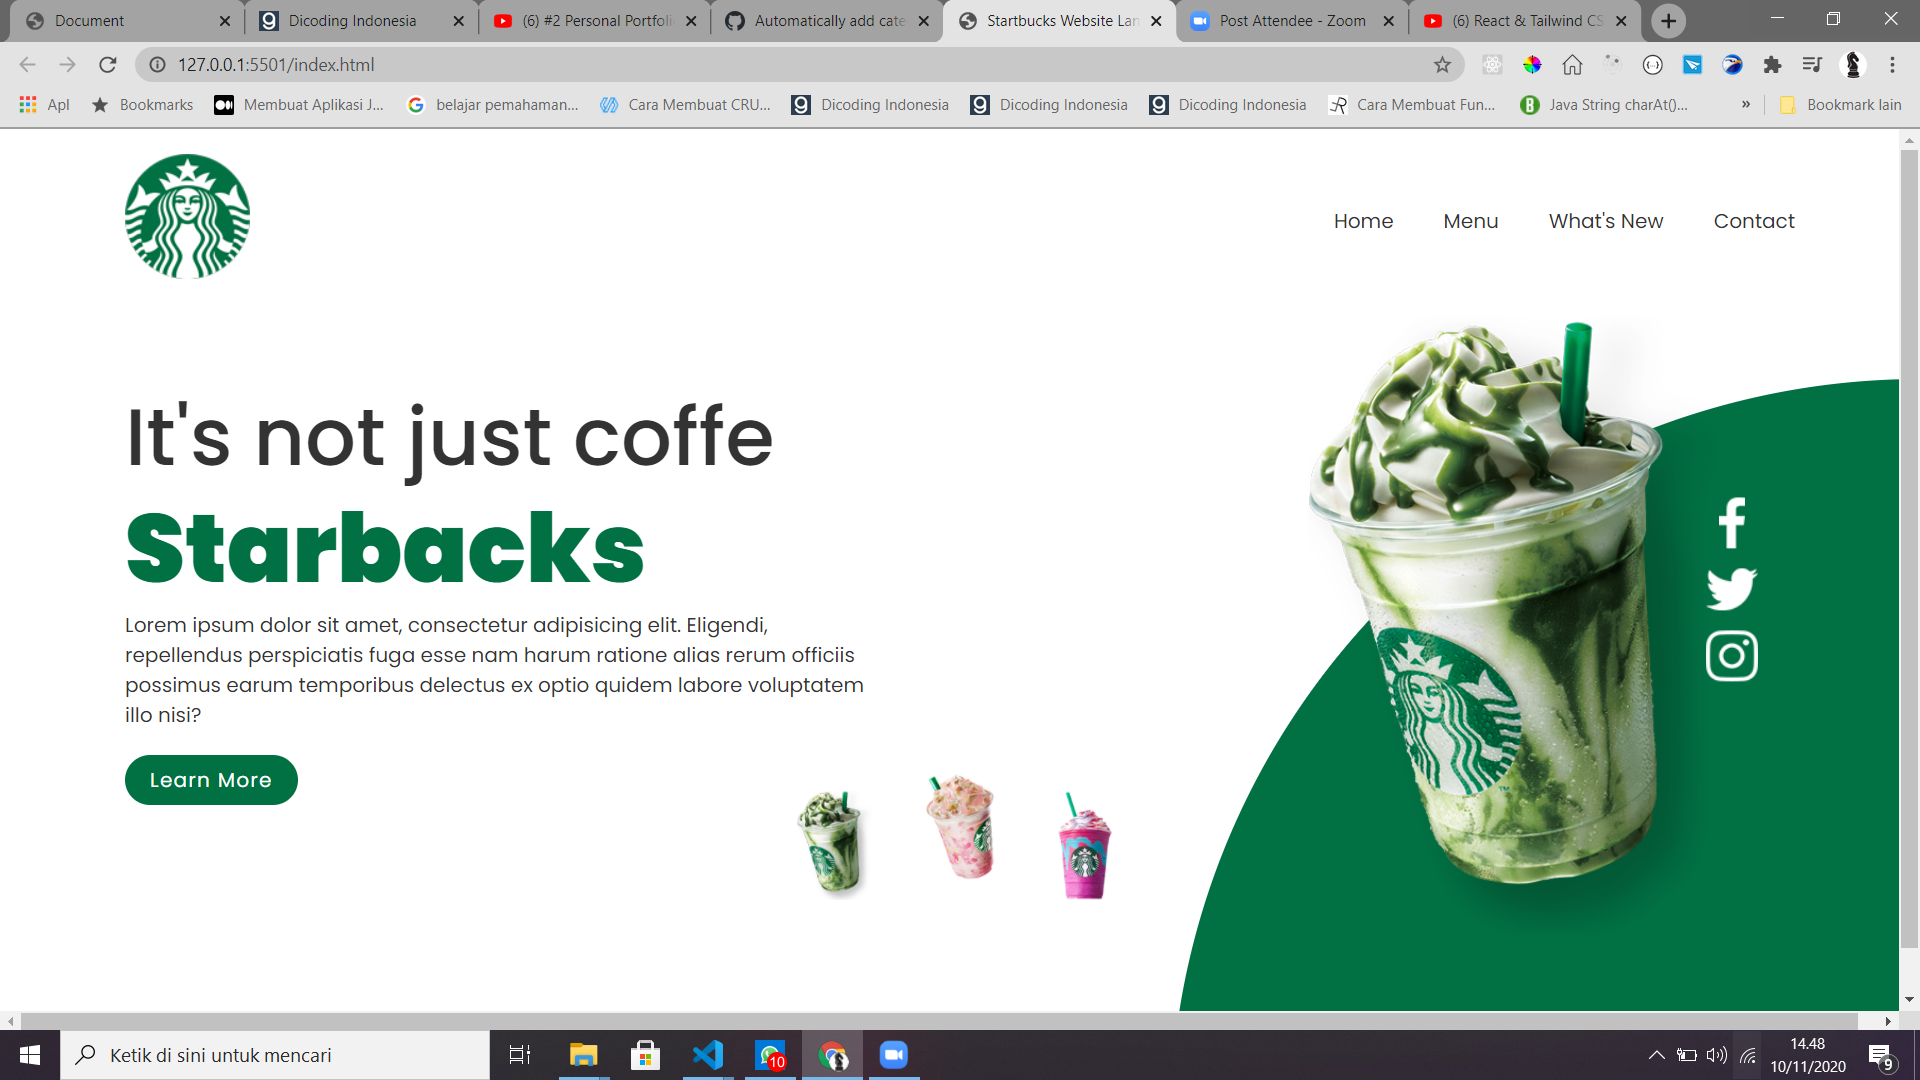 Document
Dicoding Indonesia
(6) #2 Personal Portfoli
Automatically add cate
Startbucks Website Lan
Post Attendee - Zoom
(6) React & Tailwind CS
127.0.0.1:5501/index.html
Apl
Bookmarks
Membuat Aplikasi J...
belajar pemahaman...
Cara Membuat CRU...
Dicoding Indonesia
Dicoding Indonesia
Dicoding Indonesia
Cara Membuat Fun...
Java String charAt()...
»
Bookmark lain
Home
Menu
What's New
Contact
It's not just coffe
Starbacks
Lorem ipsum dolor sit amet, consectetur adipisicing elit. Eligendi,
repellendus perspiciatis fuga esse nam harum ratione alias rerum officiis
possimus earum temporibus delectus ex optio quidem labore voluptatem
illo nisi?
Learn More
Ketik di sini untuk mencari
10
14.48
10/11/2020
9